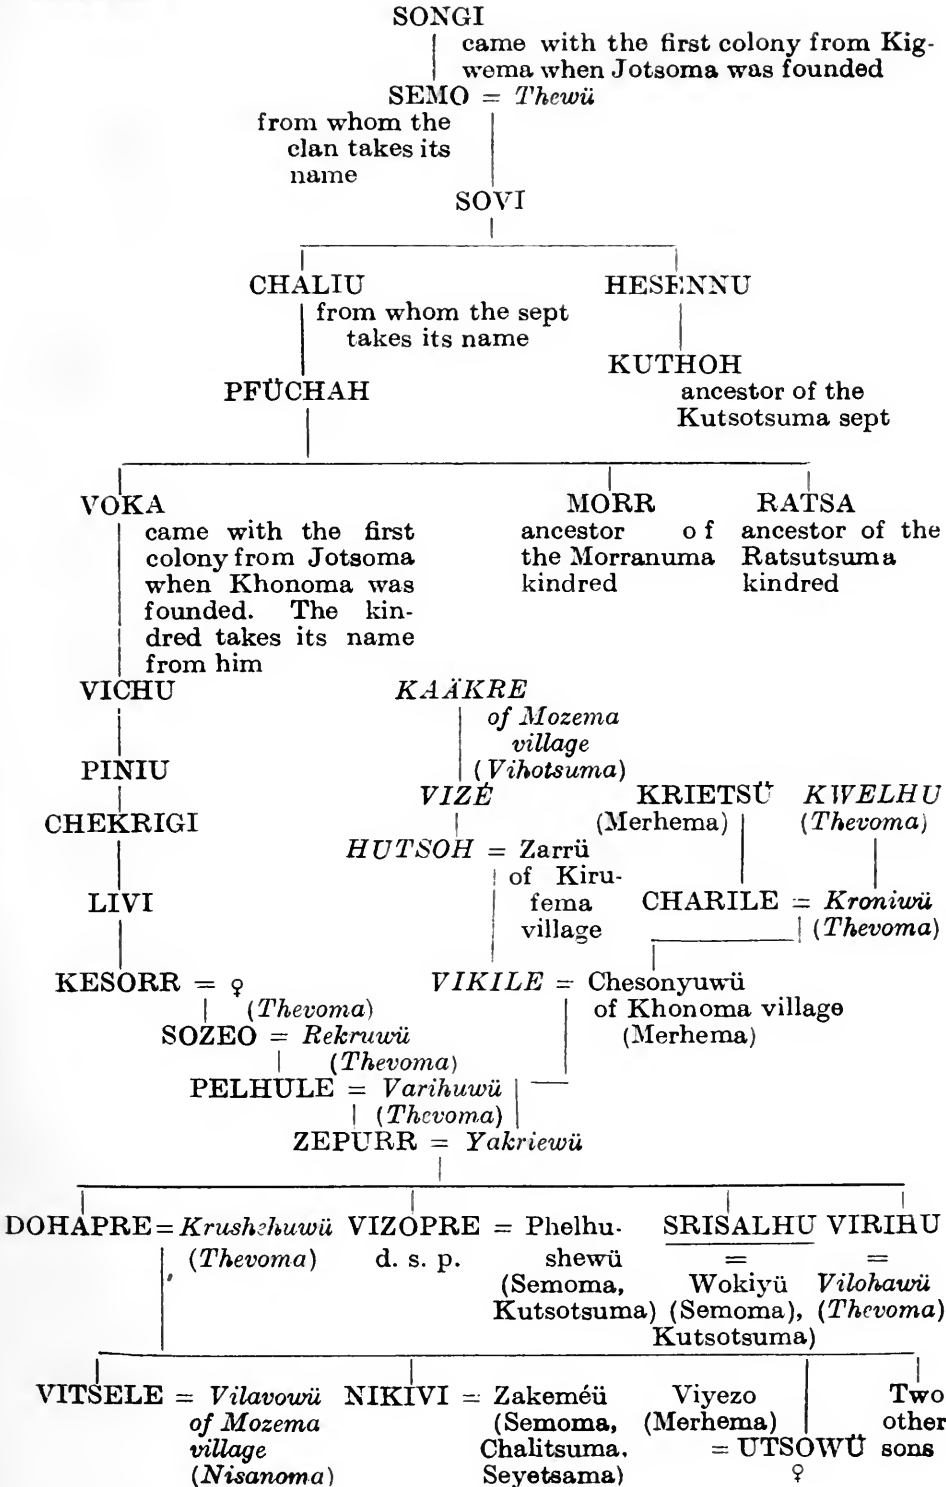 SONGI
came with the first colony from Kig-
wema when Jotsoma was founded
SEMO = Thewü
from whom the
clan takes its
name
SOVI
CHALIU
HESENNU
from whom the sept
takes its name
KUTHOH
PFÜCHAH
ancestor of the
Kutsotsuma sept
VOKA
MORR
RATSA
came with the first
colony from Jotsoma
when Khonoma was
founded. The kin-
dred takes its name
from him
ancestor of
the Morranuma
kindred
ancestor of the
Ratsutsuma
kindred
VICHU
KAÄKRE
of Mozema
village
(Vihotsuma)
PINIU
VIZÉ
KRIETSÜ
(Merhema)
KWELHU
(Thevoma)
CHEKRIGI
HUTSOH = Zarrü
of Kiru-
fema
village
LIVI
CHARILE = Kroniwü
(Thevoma)
KESORR = ♀
(Thevoma)
VIKILE = Chesonyuwü
of Khonoma village
(Merhema)
SOZEO = Rekruwü
(Thevoma)
PELHULE = Varihuwü
(Thevoma)
ZEPURR = Yakriewü
DOHAPRE = Krushehuwü
(Thevoma)
VIZOPRE = Phelhu-
d. s. p. shewü
(Semoma,
Kutsotsuma)
SRISALHU
=
Wokiyü
(Semoma),
Kutsotsuma)
VIRIHU
=
Vilohawü
(Thevoma)
VITSELE = Vilavowü
of Mozema
village
(Nisanoma)
NIKIVI = Zakeméü
(Semoma,
Chalitsuma.
Seyetsama)
Viyezo
(Merhema)
= UTSOWÜ
♀
Two
other
sons